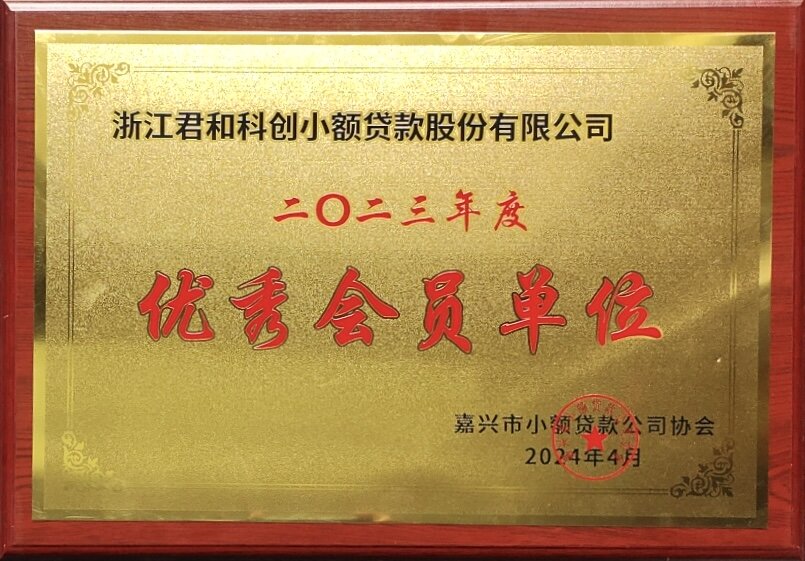 浙江君和科创小额贷款股份有限公司
二〇二三年度
优秀会员单位
嘉兴市小额贷款公司协会
2024年4月